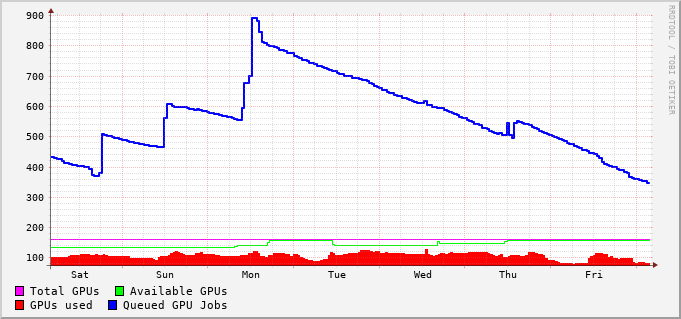 900
800
700
600
500
400
300
200
100
Sat Sun Mon Tue Wed Thu Fri
Total GPUs Available GPUs
GPUs used Queued GPU Jobs
RRDTOOL / TOBI OETIKER